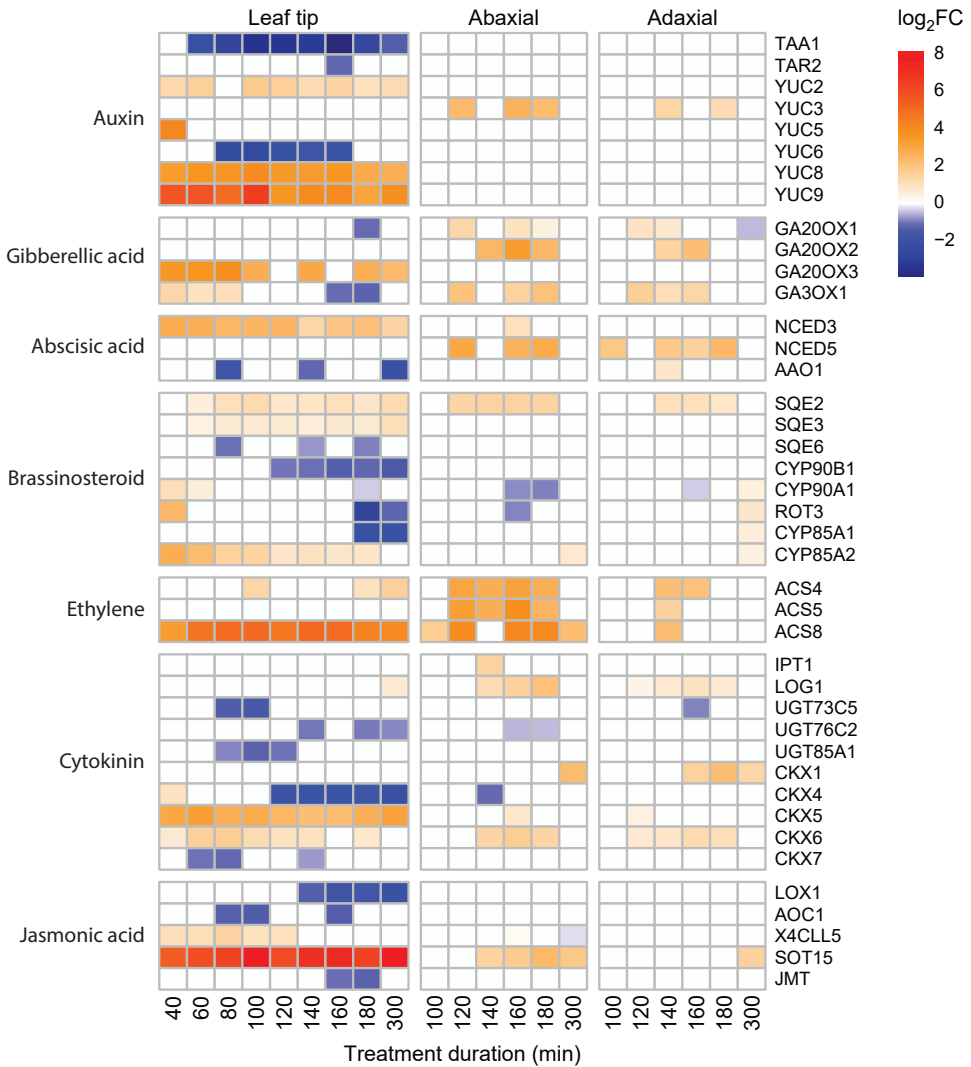 Leaf tip Abaxial Adaxial log₂FC
TAA1
TAR2
YUC2
YUC3
Auxin
YUC5
YUC6
YUC8
YUC9
8
6
4
2
0
−2
GA20OX1
GA20OX2
Gibberellic acid
GA20OX3
GA3OX1
NCED3
Abscisic acid
NCED5
AAO1
SQE2
SQE3
SQE6
CYP90B1
Brassinosteroid
CYP90A1
ROT3
CYP85A1
CYP85A2
ACS4
Ethylene
ACS5
ACS8
IPT1
LOG1
UGT73C5
UGT76C2
UGT85A1
Cytokinin
CKX1
CKX4
CKX5
CKX6
CKX7
LOX1
AOC1
Jasmonic acid
X4CLL5
SOT15
JMT
40 60 80 100 120 140 160 180 300 100 120 140 160 180 300 100 120 140 160 180 300
Treatment duration (min)